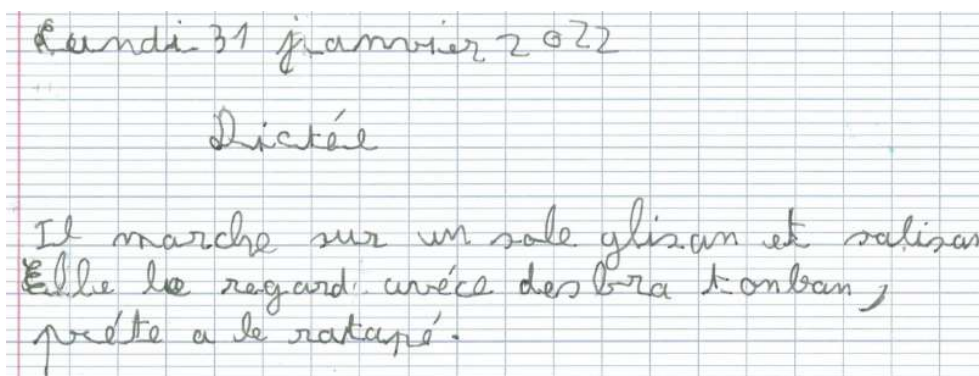 Lundi 31 janvier 2022
Dictée
Il marche sur un sole glisan et salisan
Elle le regard avéce des bra tonban,
préte a le ratapé.